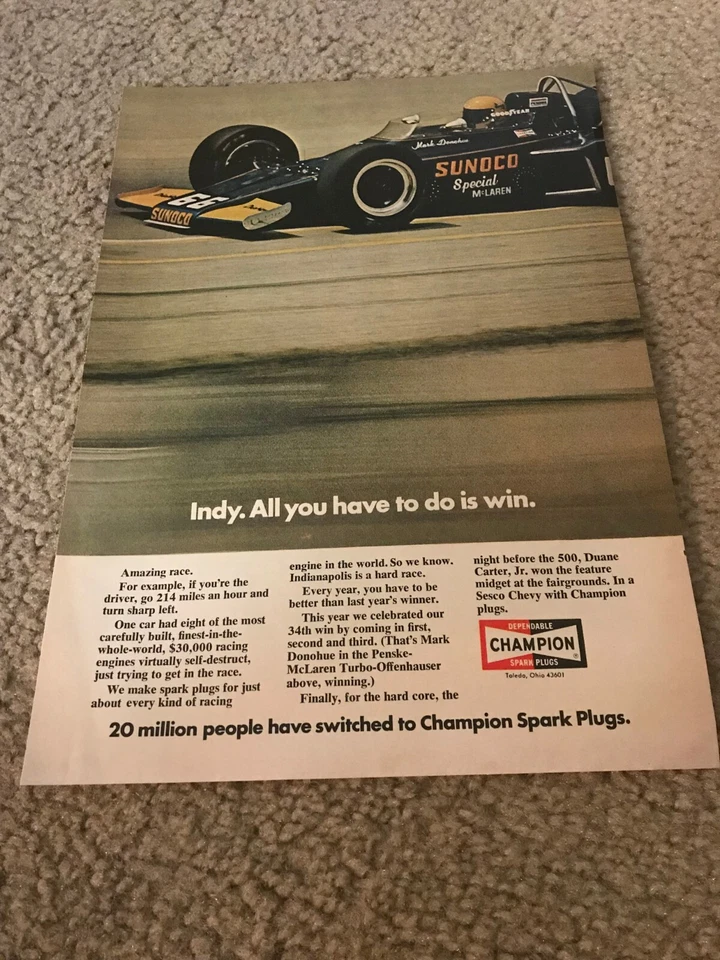 GOODYEAR
Mark Donohue
SUNOCO
Special
McLAREN
66
SUNOCO
Indy. All you have to do is win.
Amazing race.
For example, if you're the
driver, go 214 miles an hour and
turn sharp left.
One car had eight of the most
carefully built, finest-in-the-
whole-world, $30,000 racing
engines virtually self-destruct,
just trying to get in the race.
We make spark plugs for just
about every kind of racing
engine in the world. So we know.
Indianapolis is a hard race.
Every year, you have to be
better than last year's winner.
This year we celebrated our
34th win by coming in first,
second and third. (That's Mark
Donohue in the Penske-
McLaren Turbo-Offenhauser
above, winning.)
Finally, for the hard core, the
night before the 500, Duane
Carter, Jr. won the feature
midget at the fairgrounds. In a
Sesco Chevy with Champion
plugs.
DEPENDABLE
CHAMPION
SPARK PLUGS
Toledo, Ohio 43601
20 million people have switched to Champion Spark Plugs.